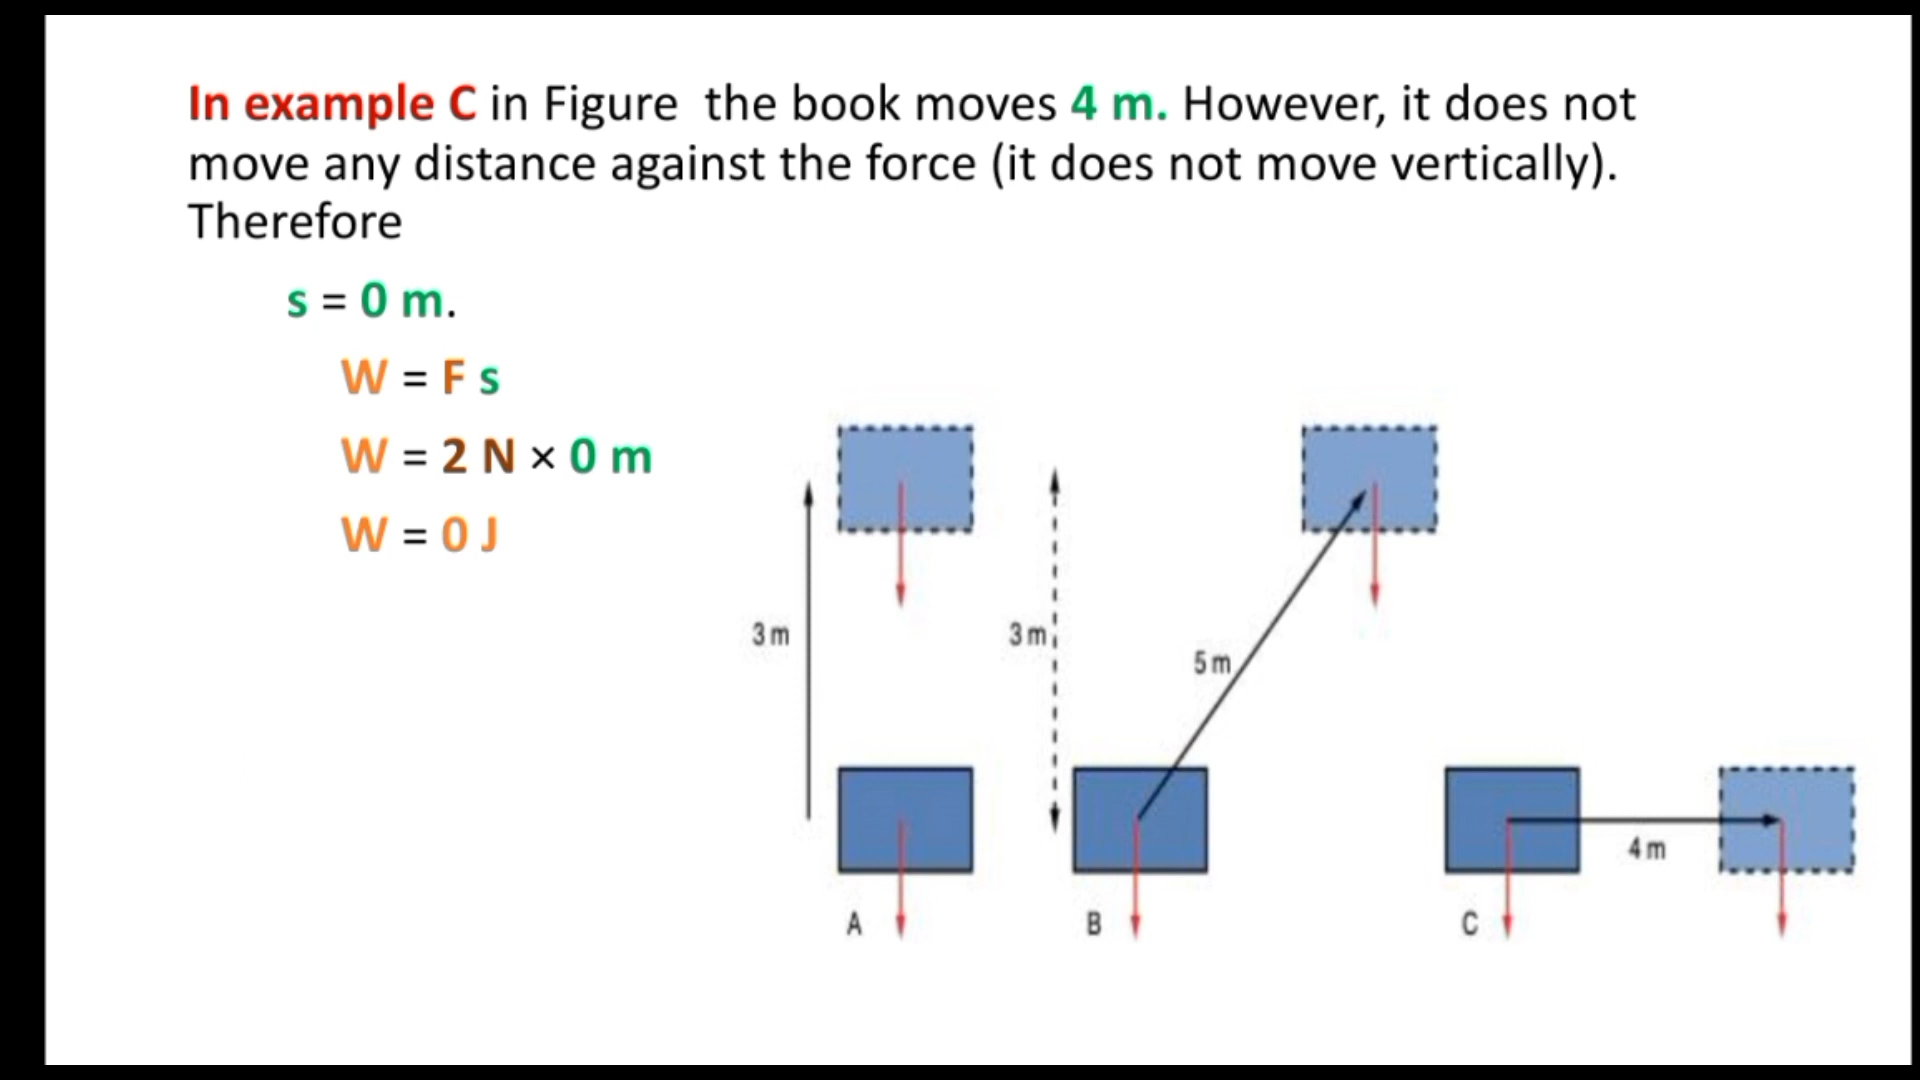 In example C in Figure the book moves 4 m. However, it does not
move any distance against the force (it does not move vertically).
Therefore
s = 0 m.
W = F s
W = 2 N × 0 m
W = 0 J
3 m
3 m
5 m
4 m
A
B
C